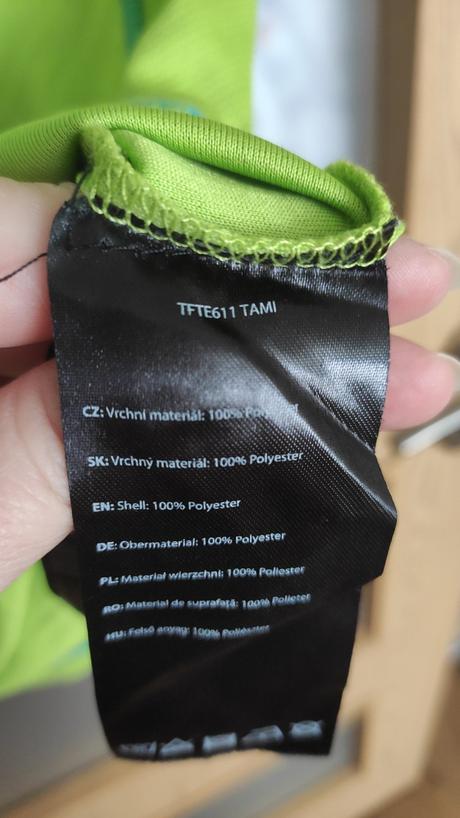 TFTE611 TAMI
CZ: Vrchní materiál: 100%
SK: Vrchný materiál: 100% Polyester
EN: Shell: 100% Polyester
DE: Obermaterial: 100% Polyester
PL: Materiał wierzchni: 100% Poliester
RO: Material de suprafață: 100% Polieter
HU: Felső anyag: 100% Poliészter